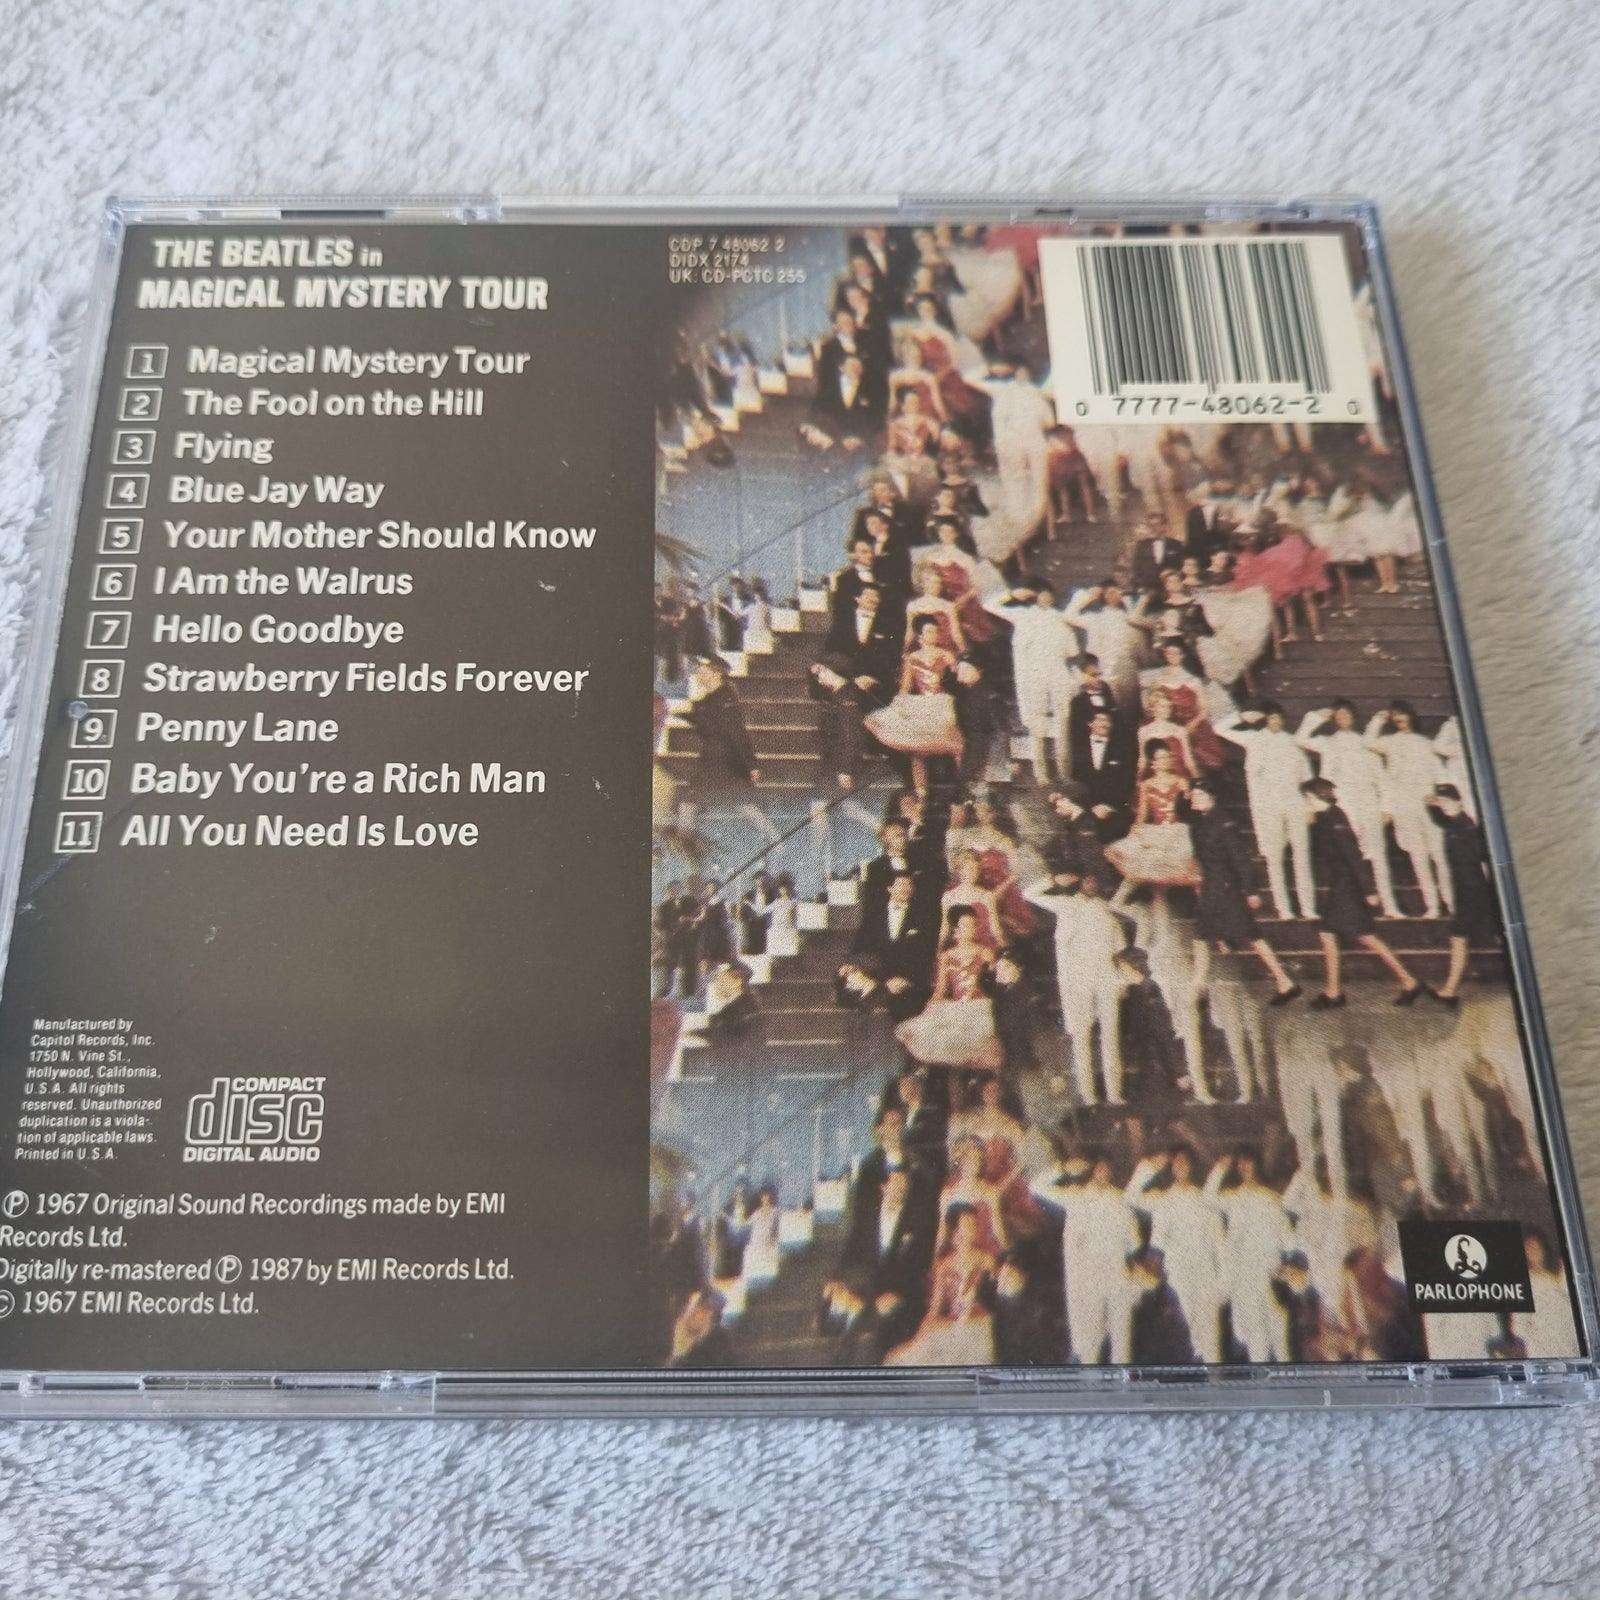 THE BEATLES in
MAGICAL MYSTERY TOUR
1 Magical Mystery Tour
2 The Fool on the Hill
3 Flying
4 Blue Jay Way
5 Your Mother Should Know
6 I Am the Walrus
7 Hello Goodbye
8 Strawberry Fields Forever
9 Penny Lane
10 Baby You're a Rich Man
11 All You Need Is Love
Manufactured by
Capitol Records, Inc.
1750 N. Vine St.,
Hollywood, California,
U.S.A. All rights
reserved. Unauthorized
duplication is a viola-
tion of applicable laws.
Printed in U.S.A.
COMPACT
disc
DIGITAL AUDIO
℗ 1967 Original Sound Recordings made by EMI
Records Ltd.
Digitally re-mastered ℗ 1987 by EMI Records Ltd.
© 1967 EMI Records Ltd.
CDP 7 48062 2
DIDX 2174
UK: CD-PCTC 255
0 7777-48062-2 0
PARLOPHONE